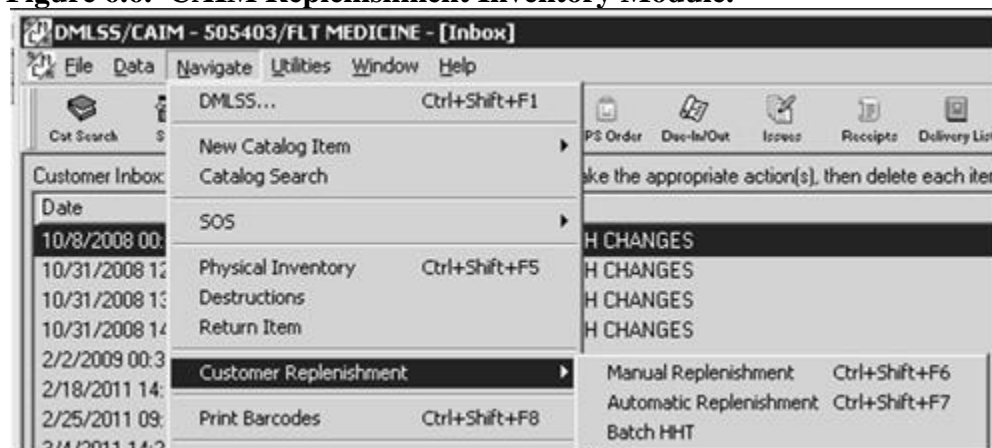 Figure 6.6. CAIM Replenishment Inventory Module.
DMLSS/CAIM - 505403/FLT MEDICINE - [Inbox]
File Data Navigate Utilities Window Help
Cat Search S PS Order Due-In/Out Issues Receipts Delivery List
DMLSS... Ctrl+Shift+F1
New Catalog Item
Catalog Search
SOS
Physical Inventory Ctrl+Shift+F5
Destructions
Return Item
Customer Replenishment
Print Barcodes Ctrl+Shift+F8
Manual Replenishment Ctrl+Shift+F6
Automatic Replenishment Ctrl+Shift+F7
Batch HHT
Customer Inbox: ke the appropriate action(s), then delete each iter
Date
10/8/2008 00: H CHANGES
10/31/2008 12 H CHANGES
10/31/2008 13 H CHANGES
10/31/2008 14 H CHANGES
2/2/2009 00:3
2/18/2011 14:
2/25/2011 09: